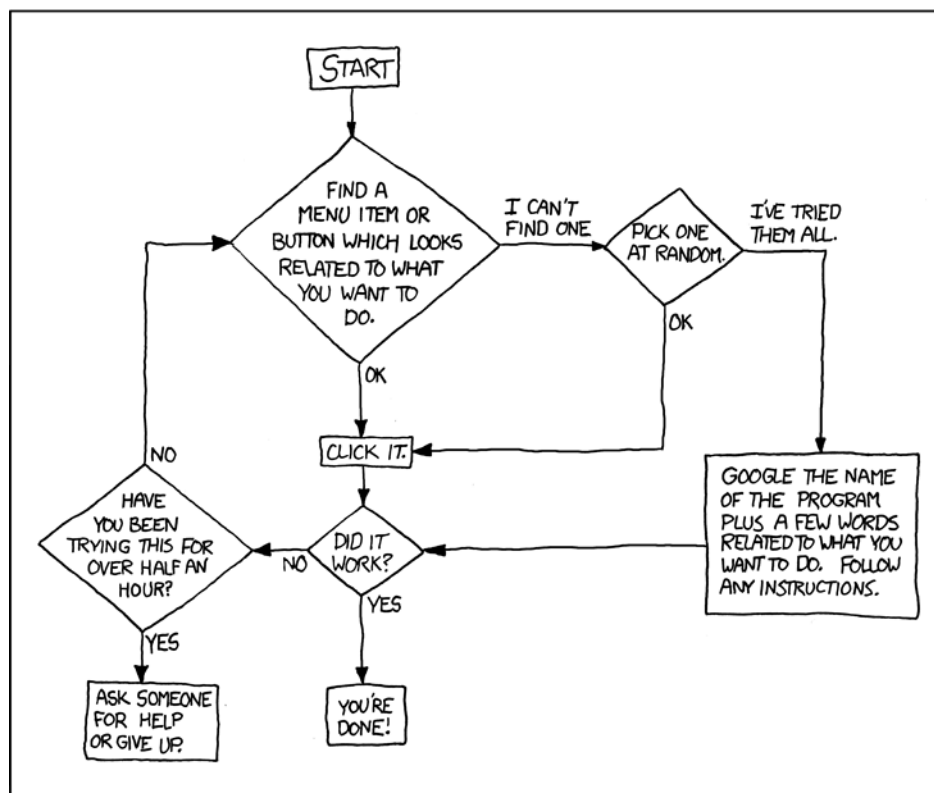 START
FIND A
MENU ITEM OR
BUTTON WHICH LOOKS
RELATED TO WHAT
YOU WANT TO
DO.
I CAN'T
FIND ONE
PICK ONE
AT RANDOM.
I'VE TRIED
THEM ALL.
OK
OK
CLICK IT.
NO
HAVE
YOU BEEN
TRYING THIS FOR
OVER HALF AN
HOUR?
NO
DID IT
WORK?
GOOGLE THE NAME
OF THE PROGRAM
PLUS A FEW WORDS
RELATED TO WHAT YOU
WANT TO DO. FOLLOW
ANY INSTRUCTIONS.
YES
YES
ASK SOMEONE
FOR HELP
OR GIVE UP.
YOU'RE
DONE!